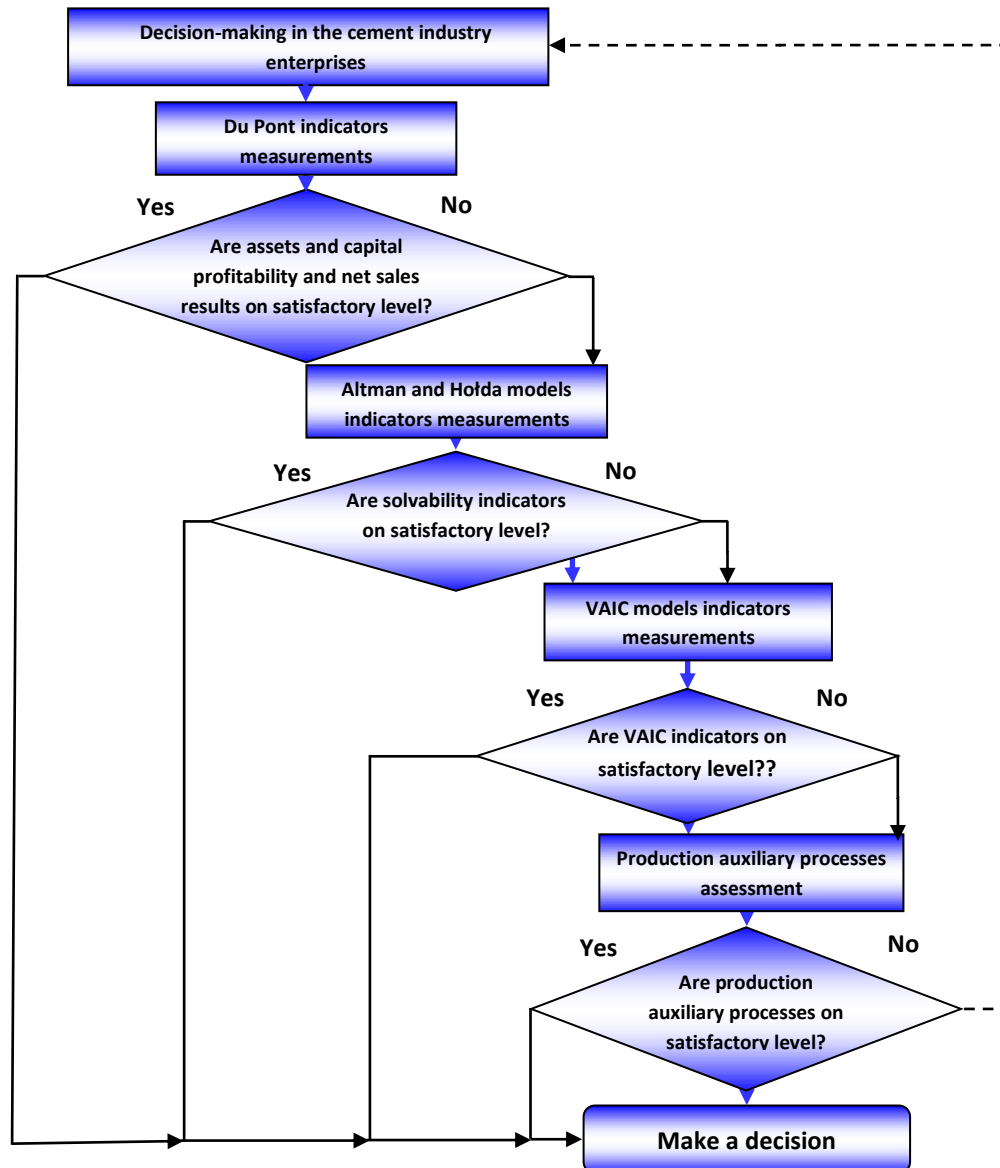 Decision-making in the cement industry
enterprises
Du Pont indicators
measurements
Yes
No
Are assets and capital
profitability and net sales
results on satisfactory level?
Altman and Hołda models
indicators measurements
Yes
No
Are solvability indicators
on satisfactory level?
VAIC models indicators
measurements
Yes
No
Are VAIC indicators on
satisfactory level??
Production auxiliary processes
assessment
Yes
No
Are production
auxiliary processes on
satisfactory level?
Make a decision